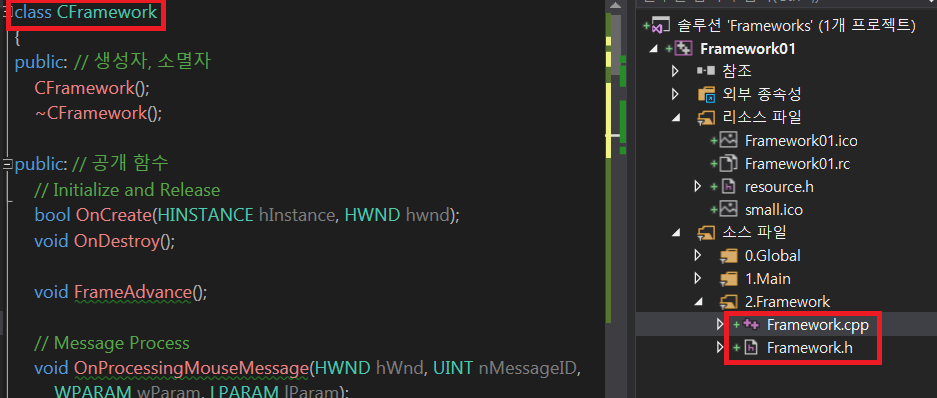 class CFramework
{
public: // 생성자, 소멸자
CFramework();
~CFramework();
public: // 공개 함수
// Initialize and Release
bool OnCreate(HINSTANCE hInstance, HWND hwnd);
void OnDestroy();
void FrameAdvance();
// Message Process
void OnProcessingMouseMessage(HWND hWnd, UINT nMessageID,
WPARAM wParam, LPARAM lParam);
솔루션 'Frameworks' (1개 프로젝트)
Framework01
참조
외부 종속성
리소스 파일
Framework01.ico
Framework01.rc
resource.h
small.ico
소스 파일
0.Global
1.Main
2.Framework
Framework.cpp
Framework.h